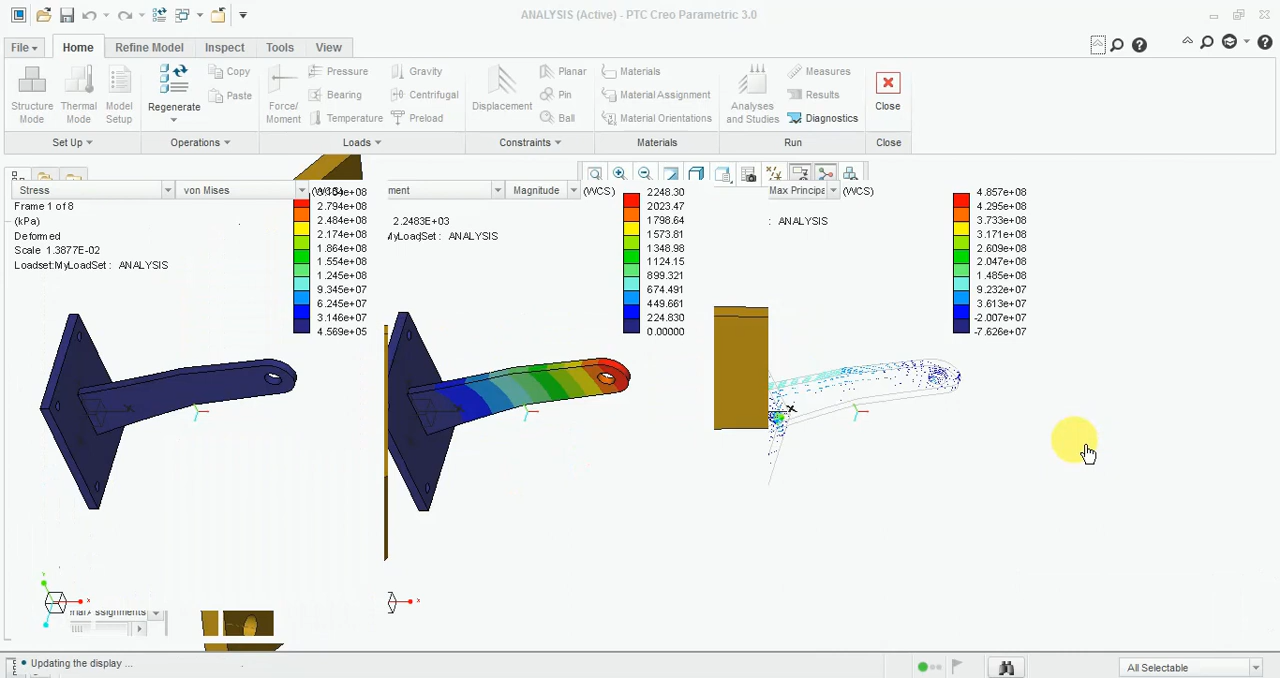 ANALYSIS (Active) - PTC Creo Parametric 3.0
File Home Refine Model Inspect Tools View
Structure Mode
Thermal Mode
Model Setup
Set Up
Regenerate
Copy
Paste
Operations
Force/ Moment
Pressure
Bearing
Temperature
Gravity
Centrifugal
Preload
Loads
Displacement
Planar
Pin
Ball
Constraints
Materials
Material Assignment
Material Orientations
Materials
Analyses and Studies
Measures
Results
Diagnostics
Run
Close
Close
Stress von Mises
Frame 1 of 8
(kPa)
Deformed
Scale 1.3877E-02
Loadset:MyLoadSet : ANALYSIS
2.794e+08
2.484e+08
2.174e+08
1.864e+08
1.554e+08
1.245e+08
9.345e+07
6.245e+07
3.146e+07
4.569e+05
Magnitude (WCS)
2.2483E+03
MyLoadSet : ANALYSIS
2248.30
2023.47
1798.64
1573.81
1348.98
1124.15
899.321
674.491
449.661
224.830
0.00000
Max Principa (WCS)
: ANALYSIS
4.857e+08
4.295e+08
3.733e+08
3.171e+08
2.609e+08
2.047e+08
1.485e+08
9.232e+07
3.613e+07
-2.007e+07
-7.626e+07
Updating the display ...
All Selectable